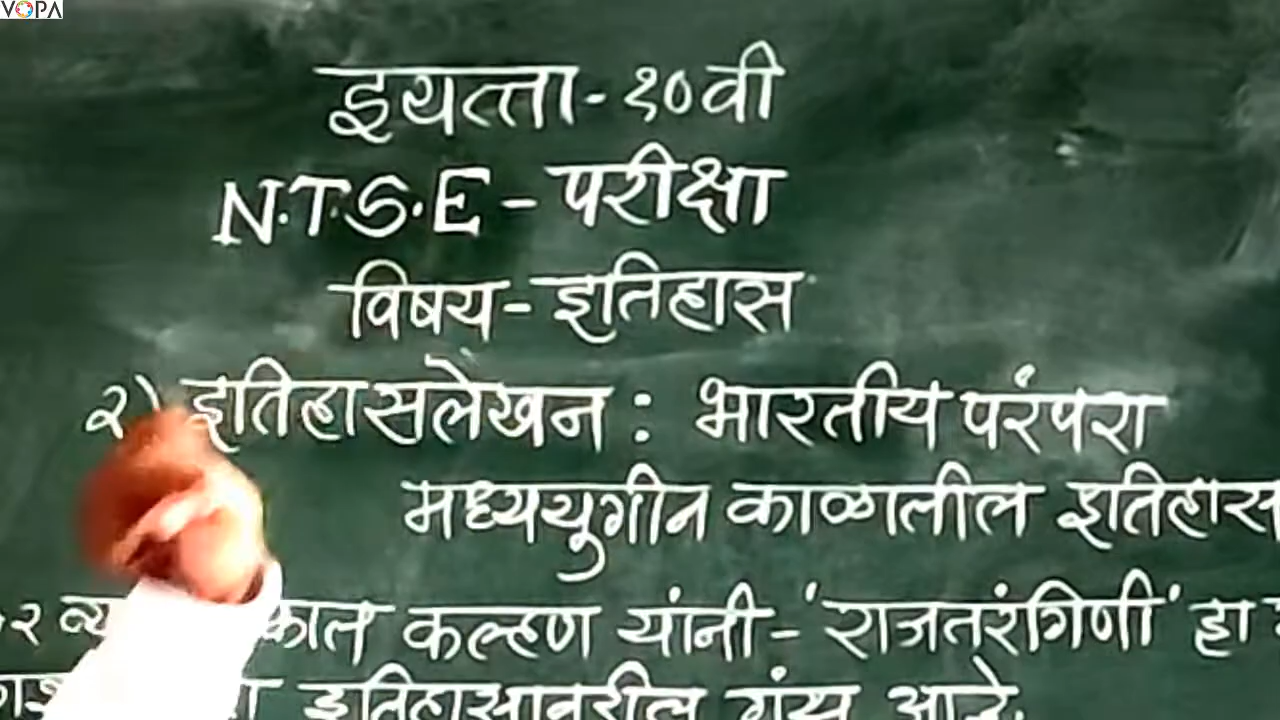 VOPA
इयत्ता - १०वी
N.T.S.E - परीक्षा
विषय - इतिहास
२) इतिहासलेखन : भारतीय परंपरा
मध्ययुगीन काळातील इतिहास
२ कल्हण यांनी - 'राजतरंगिणी' हा
इतिहासावरील ग्रंथ आहे.